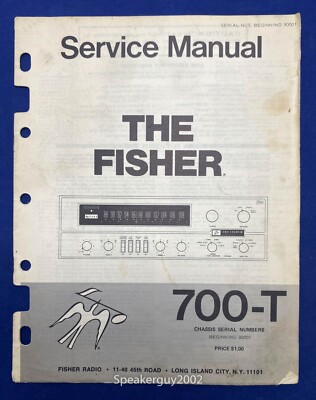 SERIAL NOS. BEGINNING 30001
Service Manual
THE
FISHER
700-T
CHASSIS SERIAL NUMBERS
BEGINNING 30001
PRICE $1.00
FISHER RADIO • 11-40 45th ROAD • LONG ISLAND CITY, N.Y. 11101
Speakerguy2002